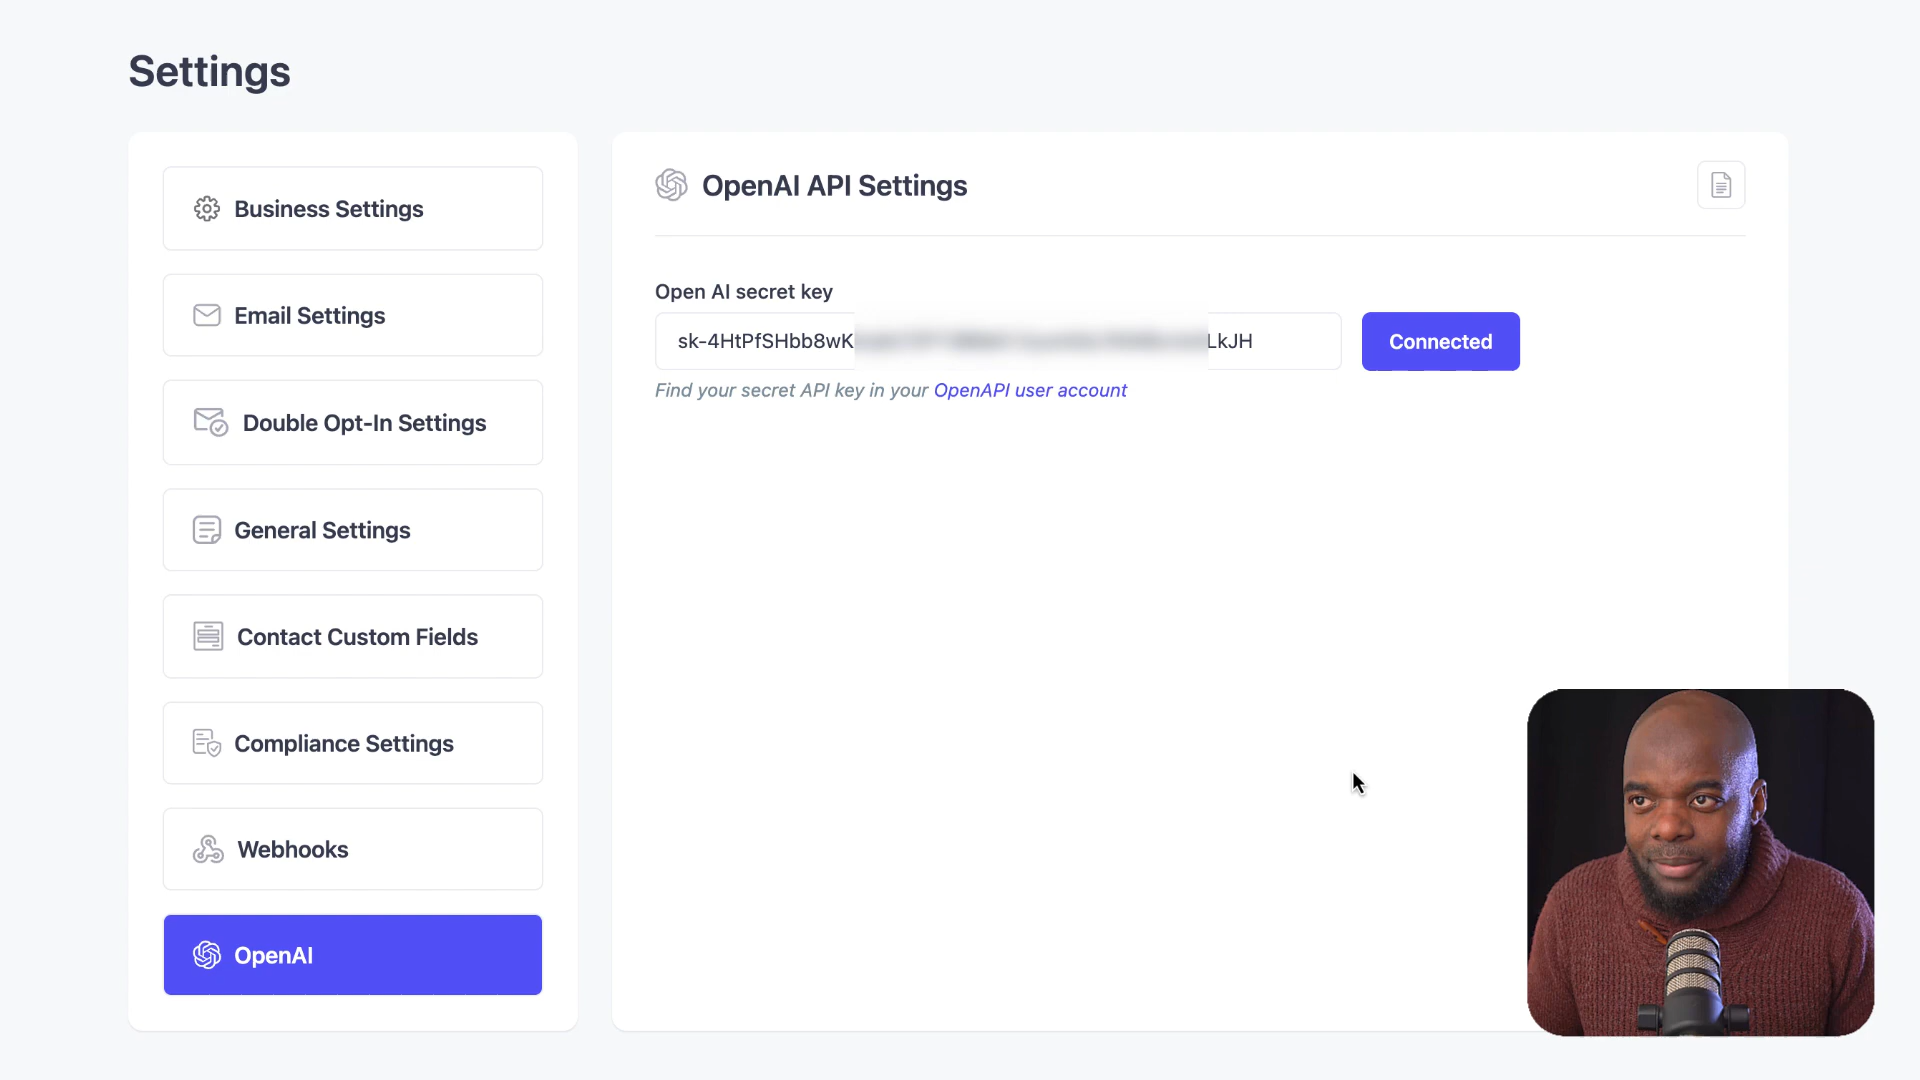 Settings
Business Settings
Email Settings
Double Opt-In Settings
General Settings
Contact Custom Fields
Compliance Settings
Webhooks
OpenAI
OpenAI API Settings
Open AI secret key
sk-4HtPfSHbb8wK LkJH
Connected
Find your secret API key in your OpenAPI user account